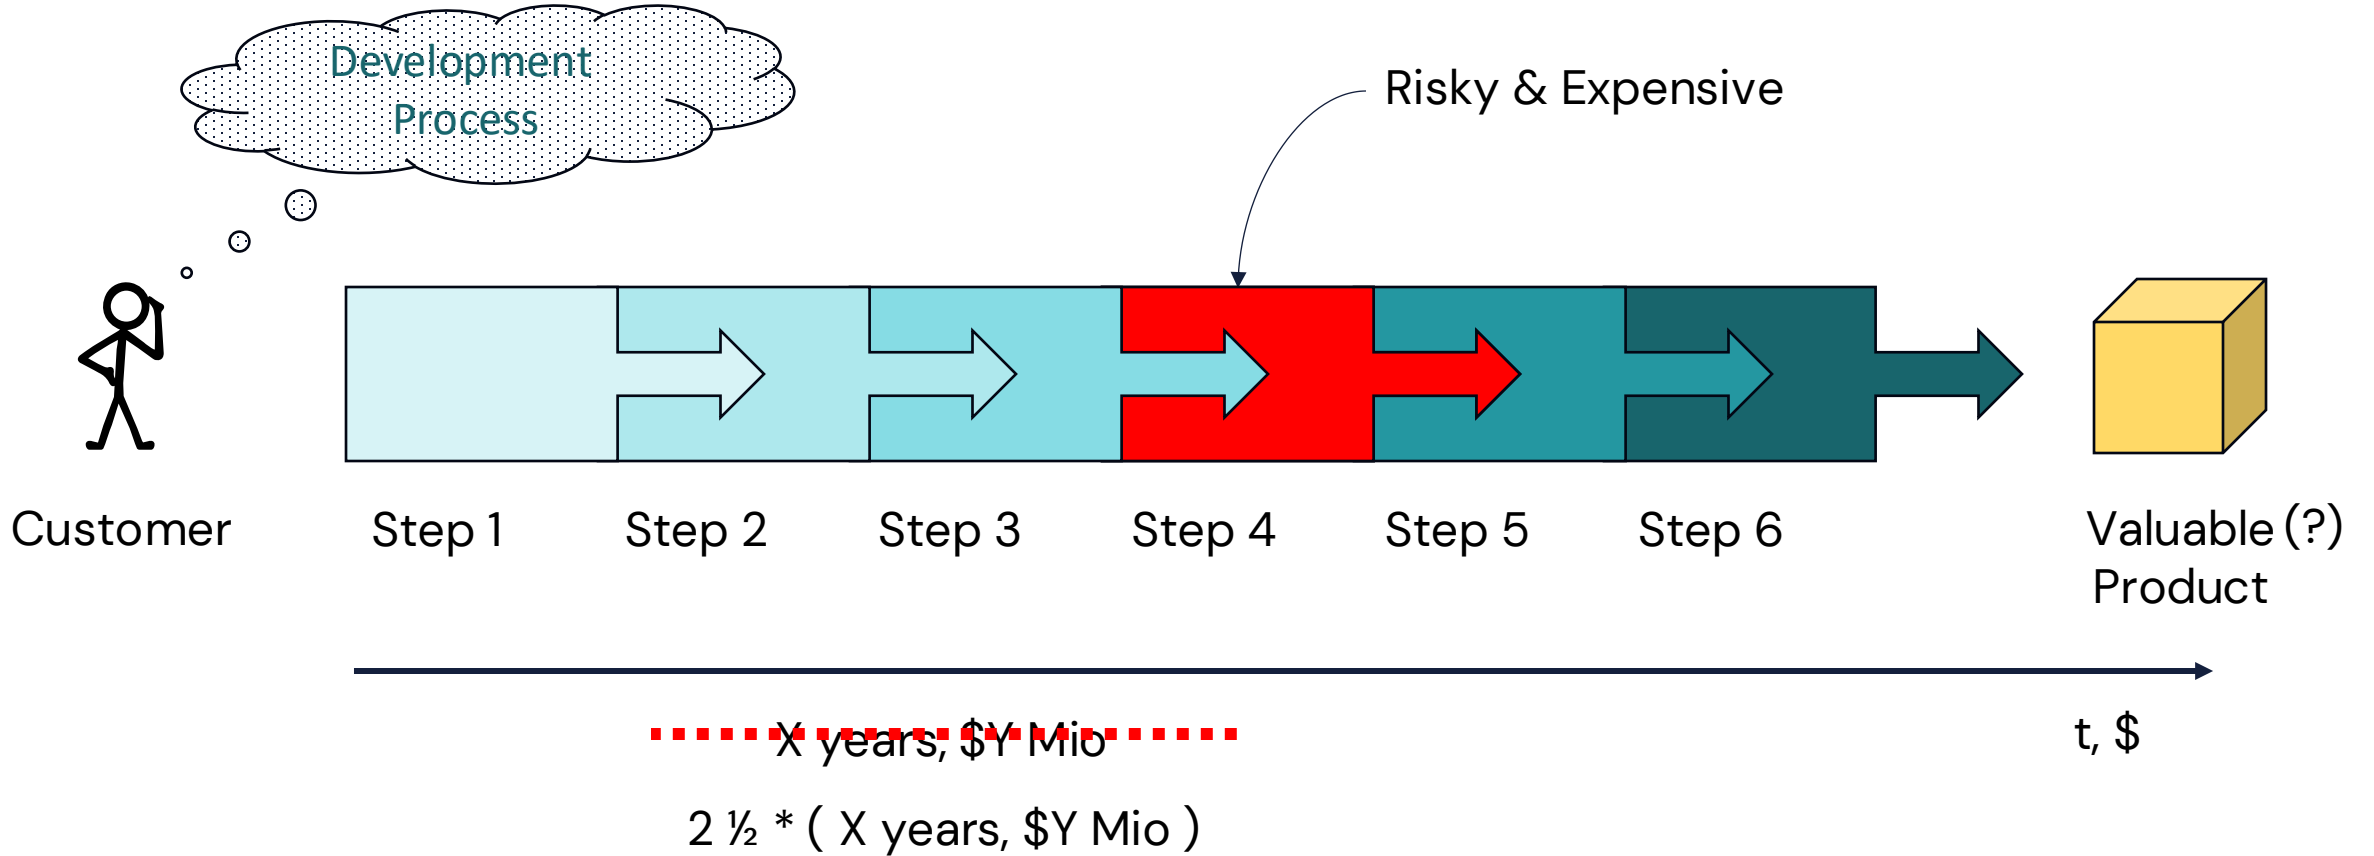 Development
Process
Risky & Expensive
Customer
Step 1
Step 2
Step 3
Step 4
Step 5
Step 6
Valuable (?)
Product
X years, $Y Mio
t, $
2 ½ * ( X years, $Y Mio )